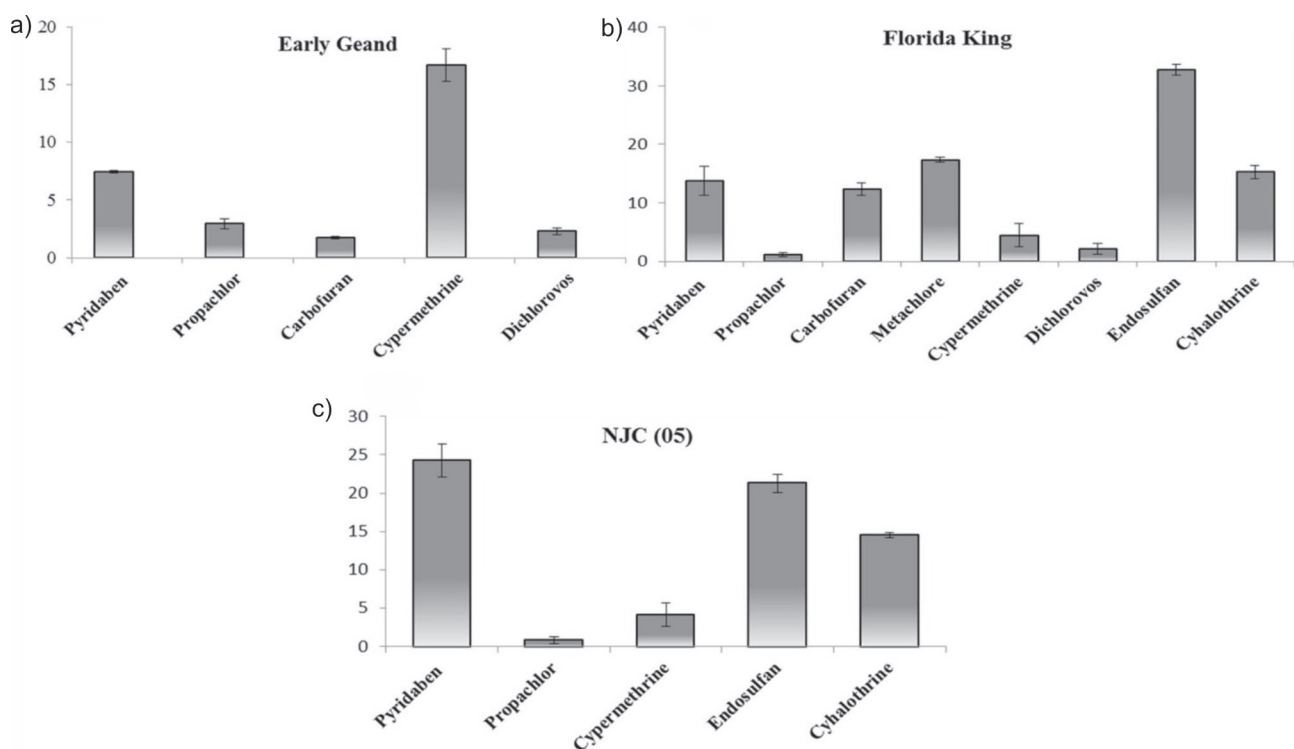 a)
Early Geand
20
15
10
5
0
Pyridaben
Propachlor
Carbofuran
Cypermethrine
Dichlorovos
b)
Florida King
40
30
20
10
0
Pyridaben
Propachlor
Carbofuran
Metachlore
Cypermethrine
Dichlorovos
Endosulfan
Cyhalothrine
c)
NJC (05)
30
25
20
15
10
5
0
Pyridaben
Propachlor
Cypermethrine
Endosulfan
Cyhalothrine